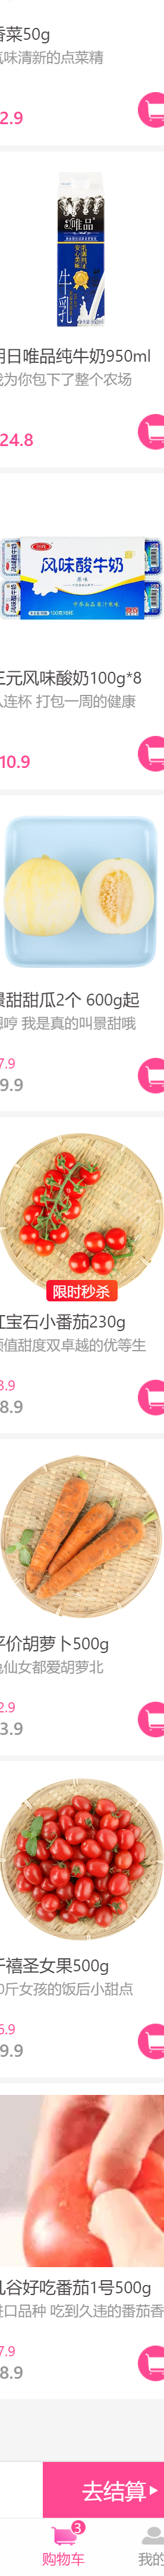 香菜50g
气味清新的点菜精
2.9
唯品
牛乳
明日唯品纯牛奶950ml
我为你包下了整个农场
24.8
三元
风味酸牛奶
原味
三元风味酸奶100g*8
八连杯 打包一周的健康
10.9
景甜甜瓜2个 600g起
嗯哼 我是真的叫景甜哦
7.9
9.9
限时秒杀
红宝石小番茄230g
颜值甜度双卓越的优等生
3.9
8.9
平价胡萝卜500g
色仙女都爱胡萝北
2.9
3.9
千禧圣女果500g
0斤女孩的饭后小甜点
6.9
9.9
凡谷好吃番茄1号500g
进口品种 吃到久违的番茄香
7.9
8.9
去结算
3
购物车
我的